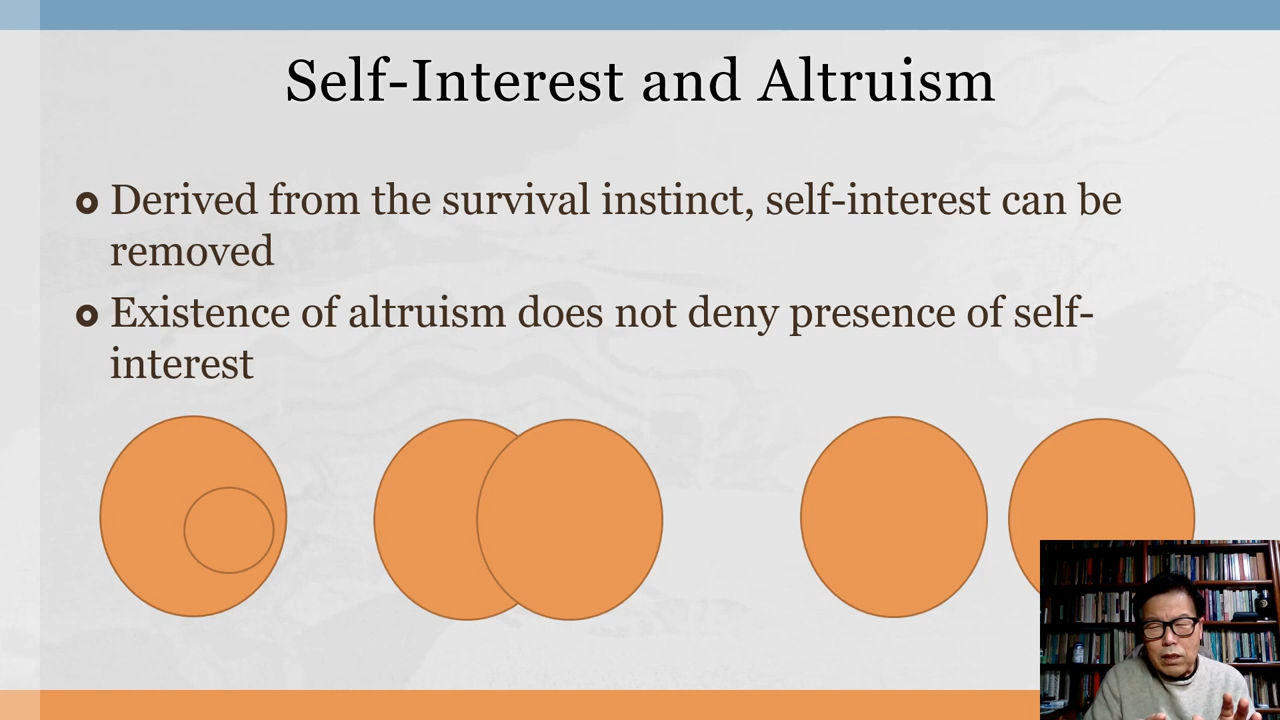 Self-Interest and Altruism
Derived from the survival instinct, self-interest can be
removed
Existence of altruism does not deny presence of self-
interest